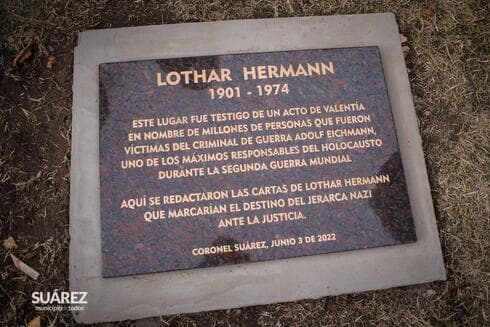 LOTHAR HERMANN
1901 - 1974
ESTE LUGAR FUE TESTIGO DE UN ACTO DE VALENTÍA
EN NOMBRE DE MILLONES DE PERSONAS QUE FUERON
VÍCTIMAS DEL CRIMINAL DE GUERRA ADOLF EICHMANN,
UNO DE LOS MÁXIMOS RESPONSABLES DEL HOLOCAUSTO
DURANTE LA SEGUNDA GUERRA MUNDIAL
AQUÍ SE REDACTARON LAS CARTAS DE LOTHAR HERMANN
QUE MARCARÍAN EL DESTINO DEL JERARCA NAZI
ANTE LA JUSTICIA.
CORONEL SUÁREZ, JUNIO 3 DE 2022
SUÁREZ
municipio de todos